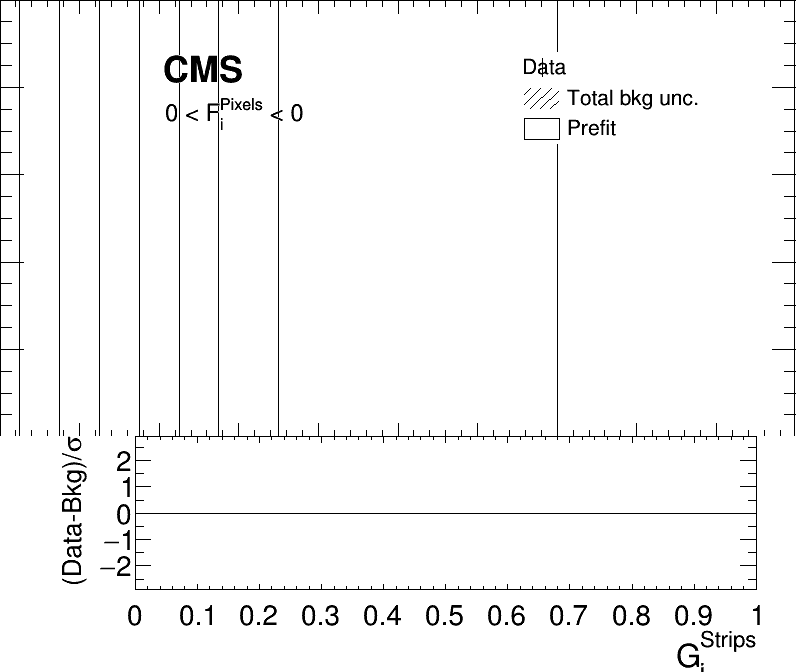 CMS
0 < F_i^Pixels < 0
Data
Total bkg unc.
Prefit
(Data-Bkg)/σ
2
1
0
−1
−2
0 0.1 0.2 0.3 0.4 0.5 0.6 0.7 0.8 0.9 1
G_i^Strips